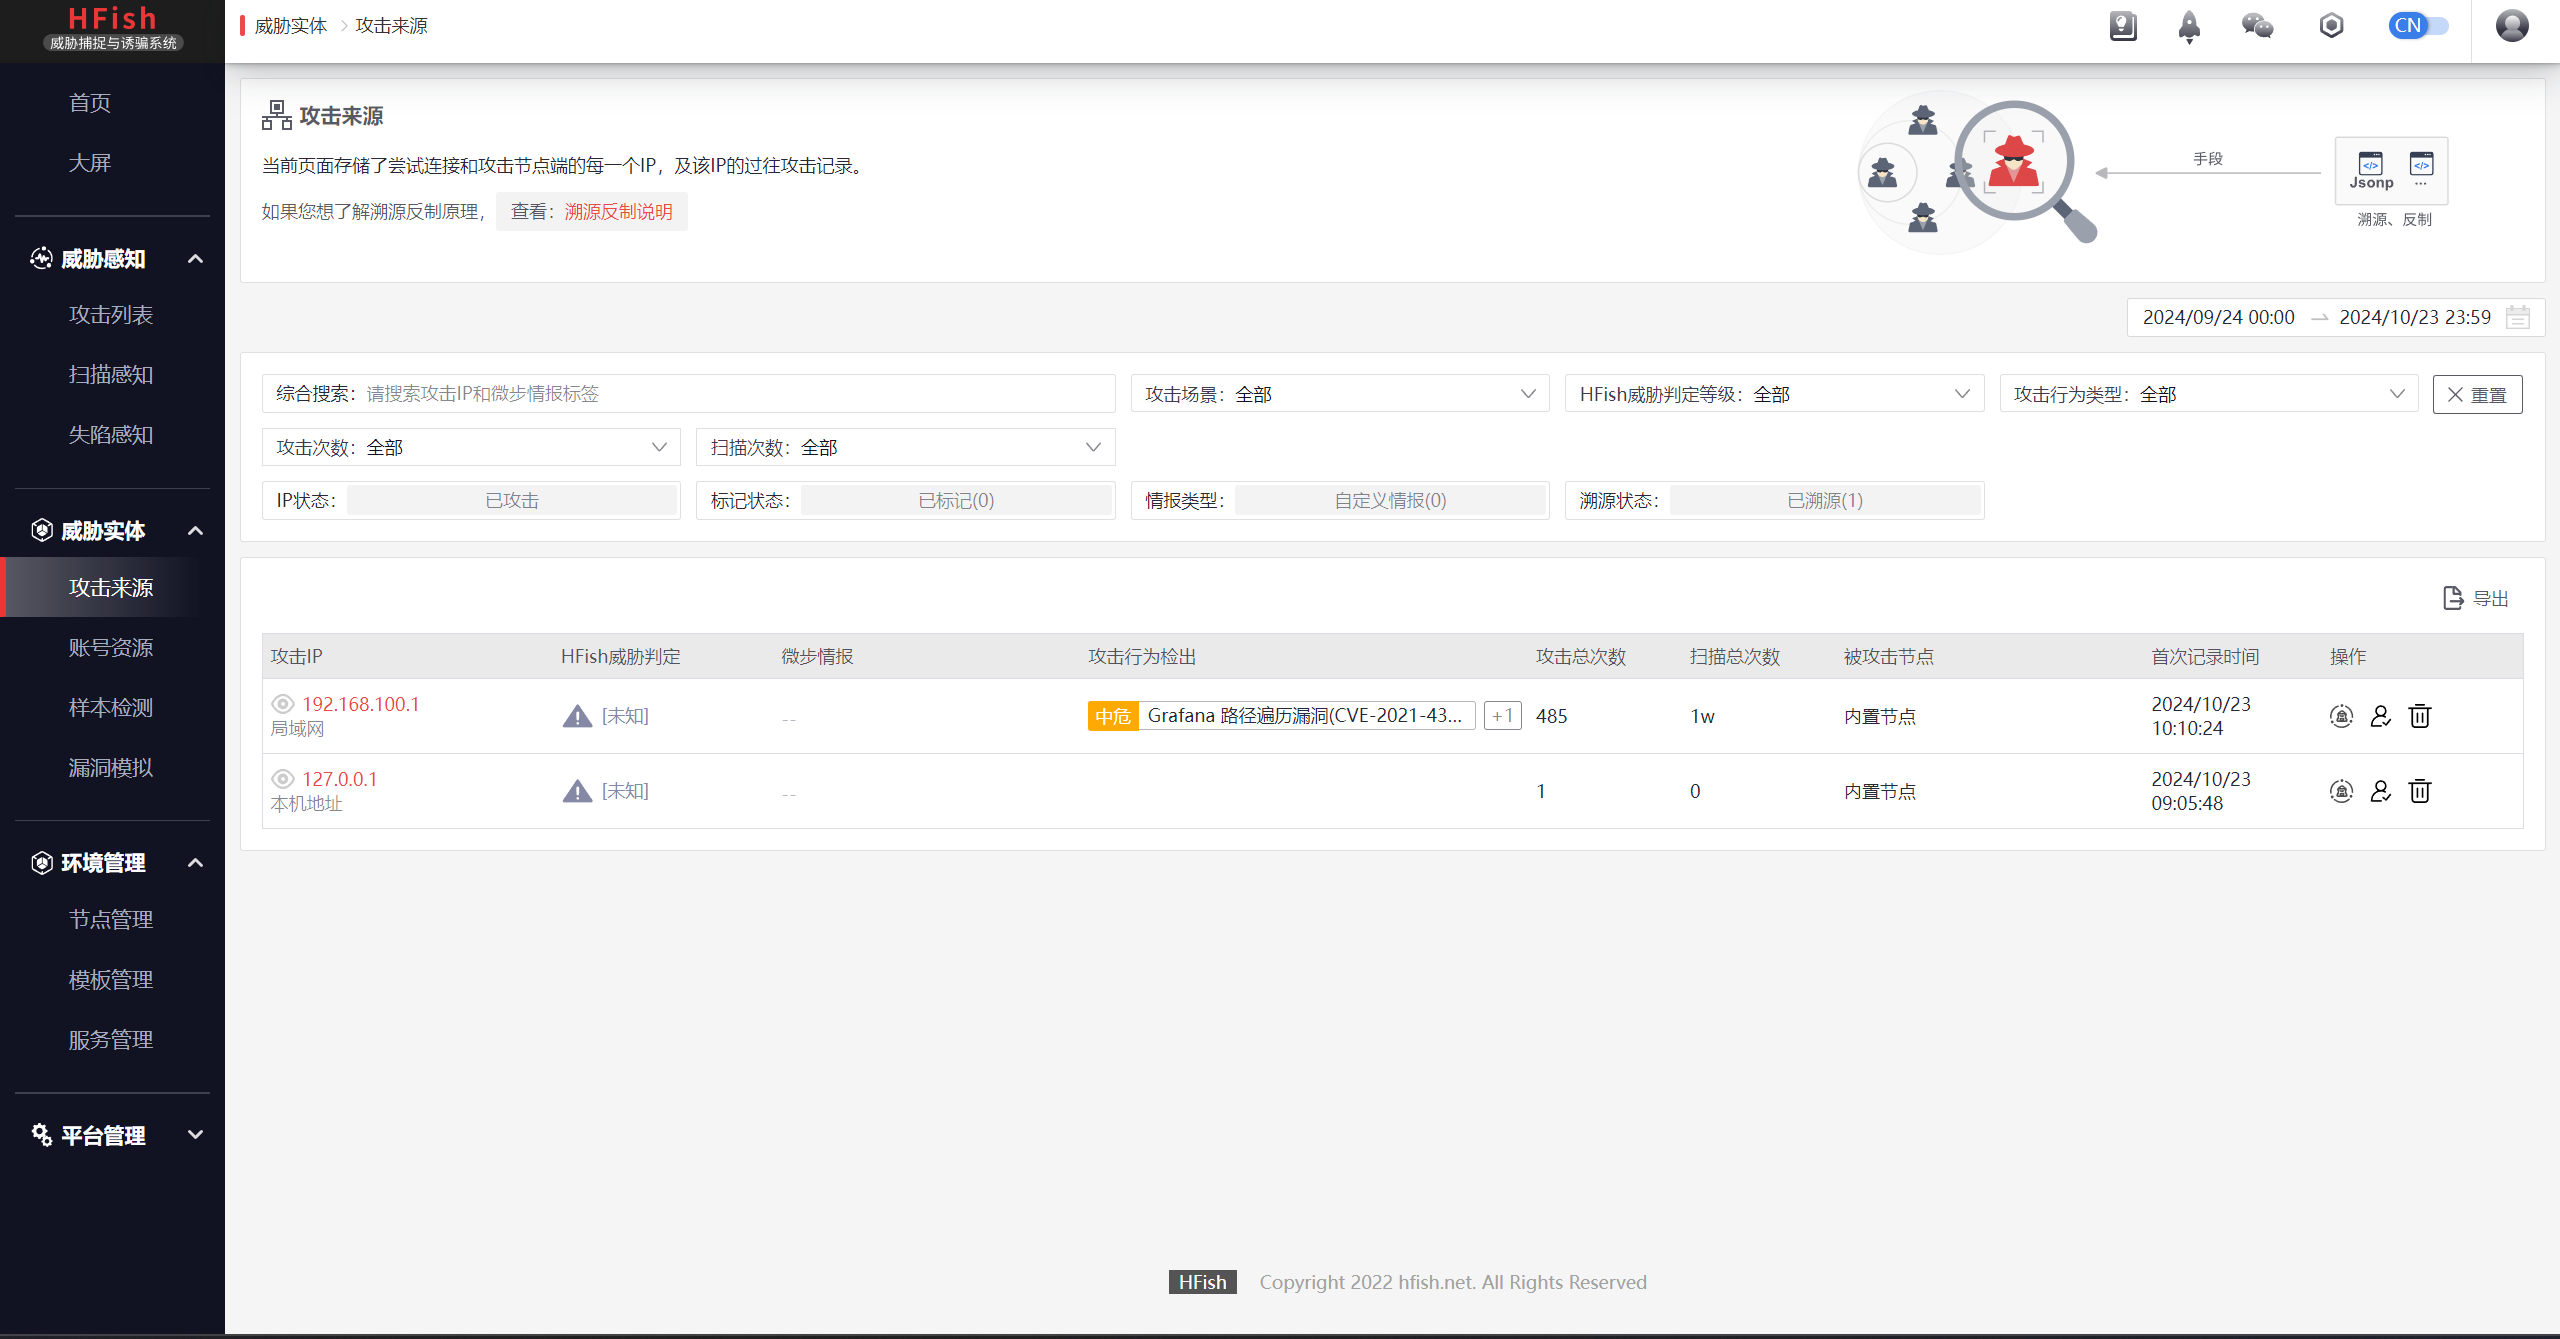 HFish
威胁捕捉与诱骗系统
首页
大屏
威胁感知
攻击列表
扫描感知
失陷感知
威胁实体
攻击来源
账号资源
样本检测
漏洞模拟
环境管理
节点管理
模板管理
服务管理
平台管理
威胁实体 > 攻击来源
CN
攻击来源
当前页面存储了尝试连接和攻击节点端的每一个IP，及该IP的过往攻击记录。
如果您想了解溯源反制原理， 查看：溯源反制说明
手段
Jsonp ...
溯源、反制
2024/09/24 00:00 → 2024/10/23 23:59
综合搜索： 请搜索攻击IP和微步情报标签 攻击场景： 全部 HFish威胁判定等级： 全部 攻击行为类型： 全部 重置
攻击次数： 全部 扫描次数： 全部
IP状态： 已攻击 标记状态： 已标记(0) 情报类型： 自定义情报(0) 溯源状态： 已溯源(1)
导出
攻击IP HFish威胁判定 微步情报 攻击行为检出 攻击总次数 扫描总次数 被攻击节点 首次记录时间 操作
192.168.100.1 [未知] -- 中危 Grafana 路径遍历漏洞(CVE-2021-43... +1 485 1w 内置节点 2024/10/23
局域网 10:10:24
127.0.0.1 [未知] -- 1 0 内置节点 2024/10/23
本机地址 09:05:48
HFish Copyright 2022 hfish.net. All Rights Reserved